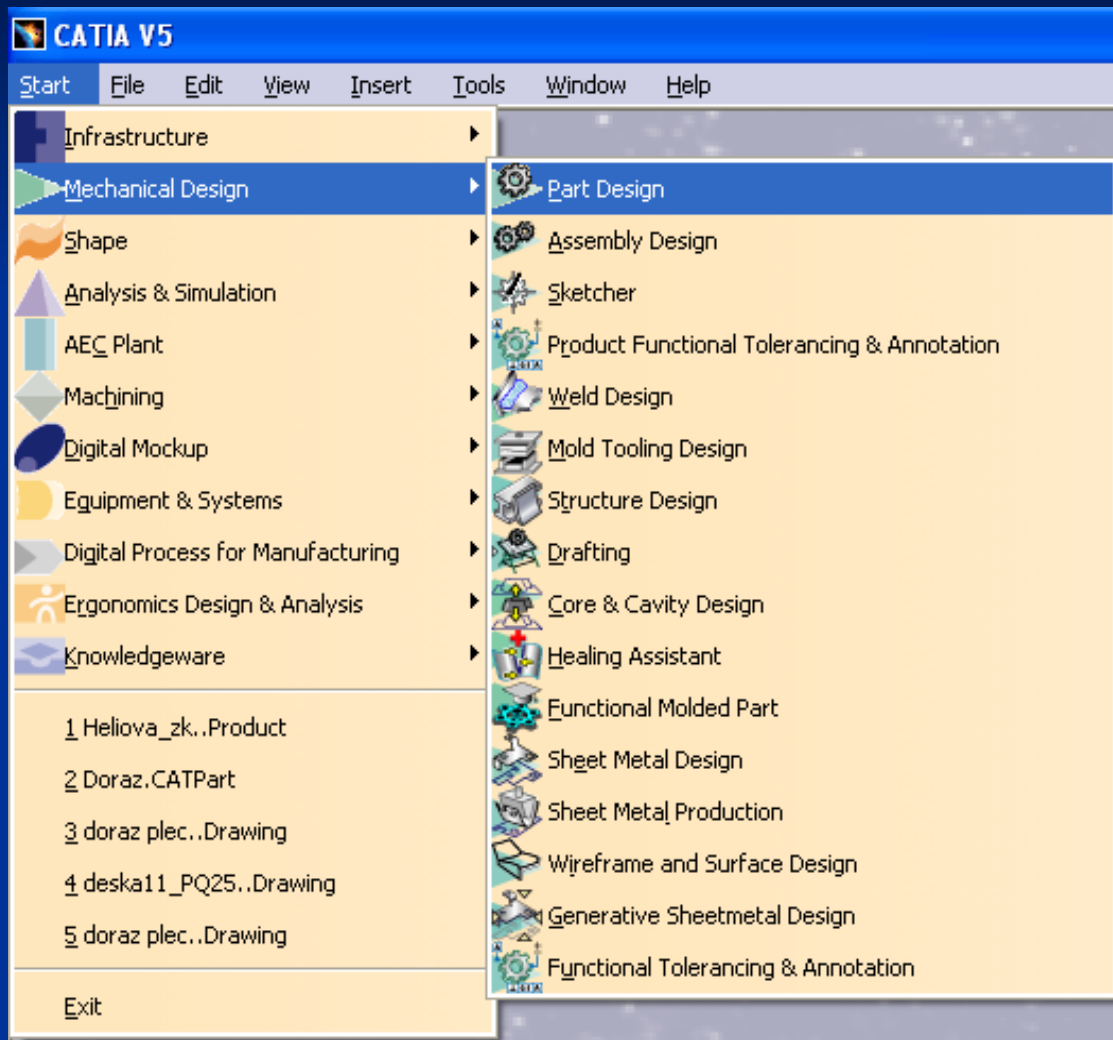 CATIA V5
Start File Edit View Insert Tools Window Help
Infrastructure
Mechanical Design
Shape
Analysis & Simulation
AEC Plant
Machining
Digital Mockup
Equipment & Systems
Digital Process for Manufacturing
Ergonomics Design & Analysis
Knowledgeware
1 Heliova_zk..Product
2 Doraz.CATPart
3 doraz plec..Drawing
4 deska11_PQ25..Drawing
5 doraz plec..Drawing
Exit
Part Design
Assembly Design
Sketcher
Product Functional Tolerancing & Annotation
Weld Design
Mold Tooling Design
Structure Design
Drafting
Core & Cavity Design
Healing Assistant
Functional Molded Part
Sheet Metal Design
Sheet Metal Production
Wireframe and Surface Design
Generative Sheetmetal Design
Functional Tolerancing & Annotation